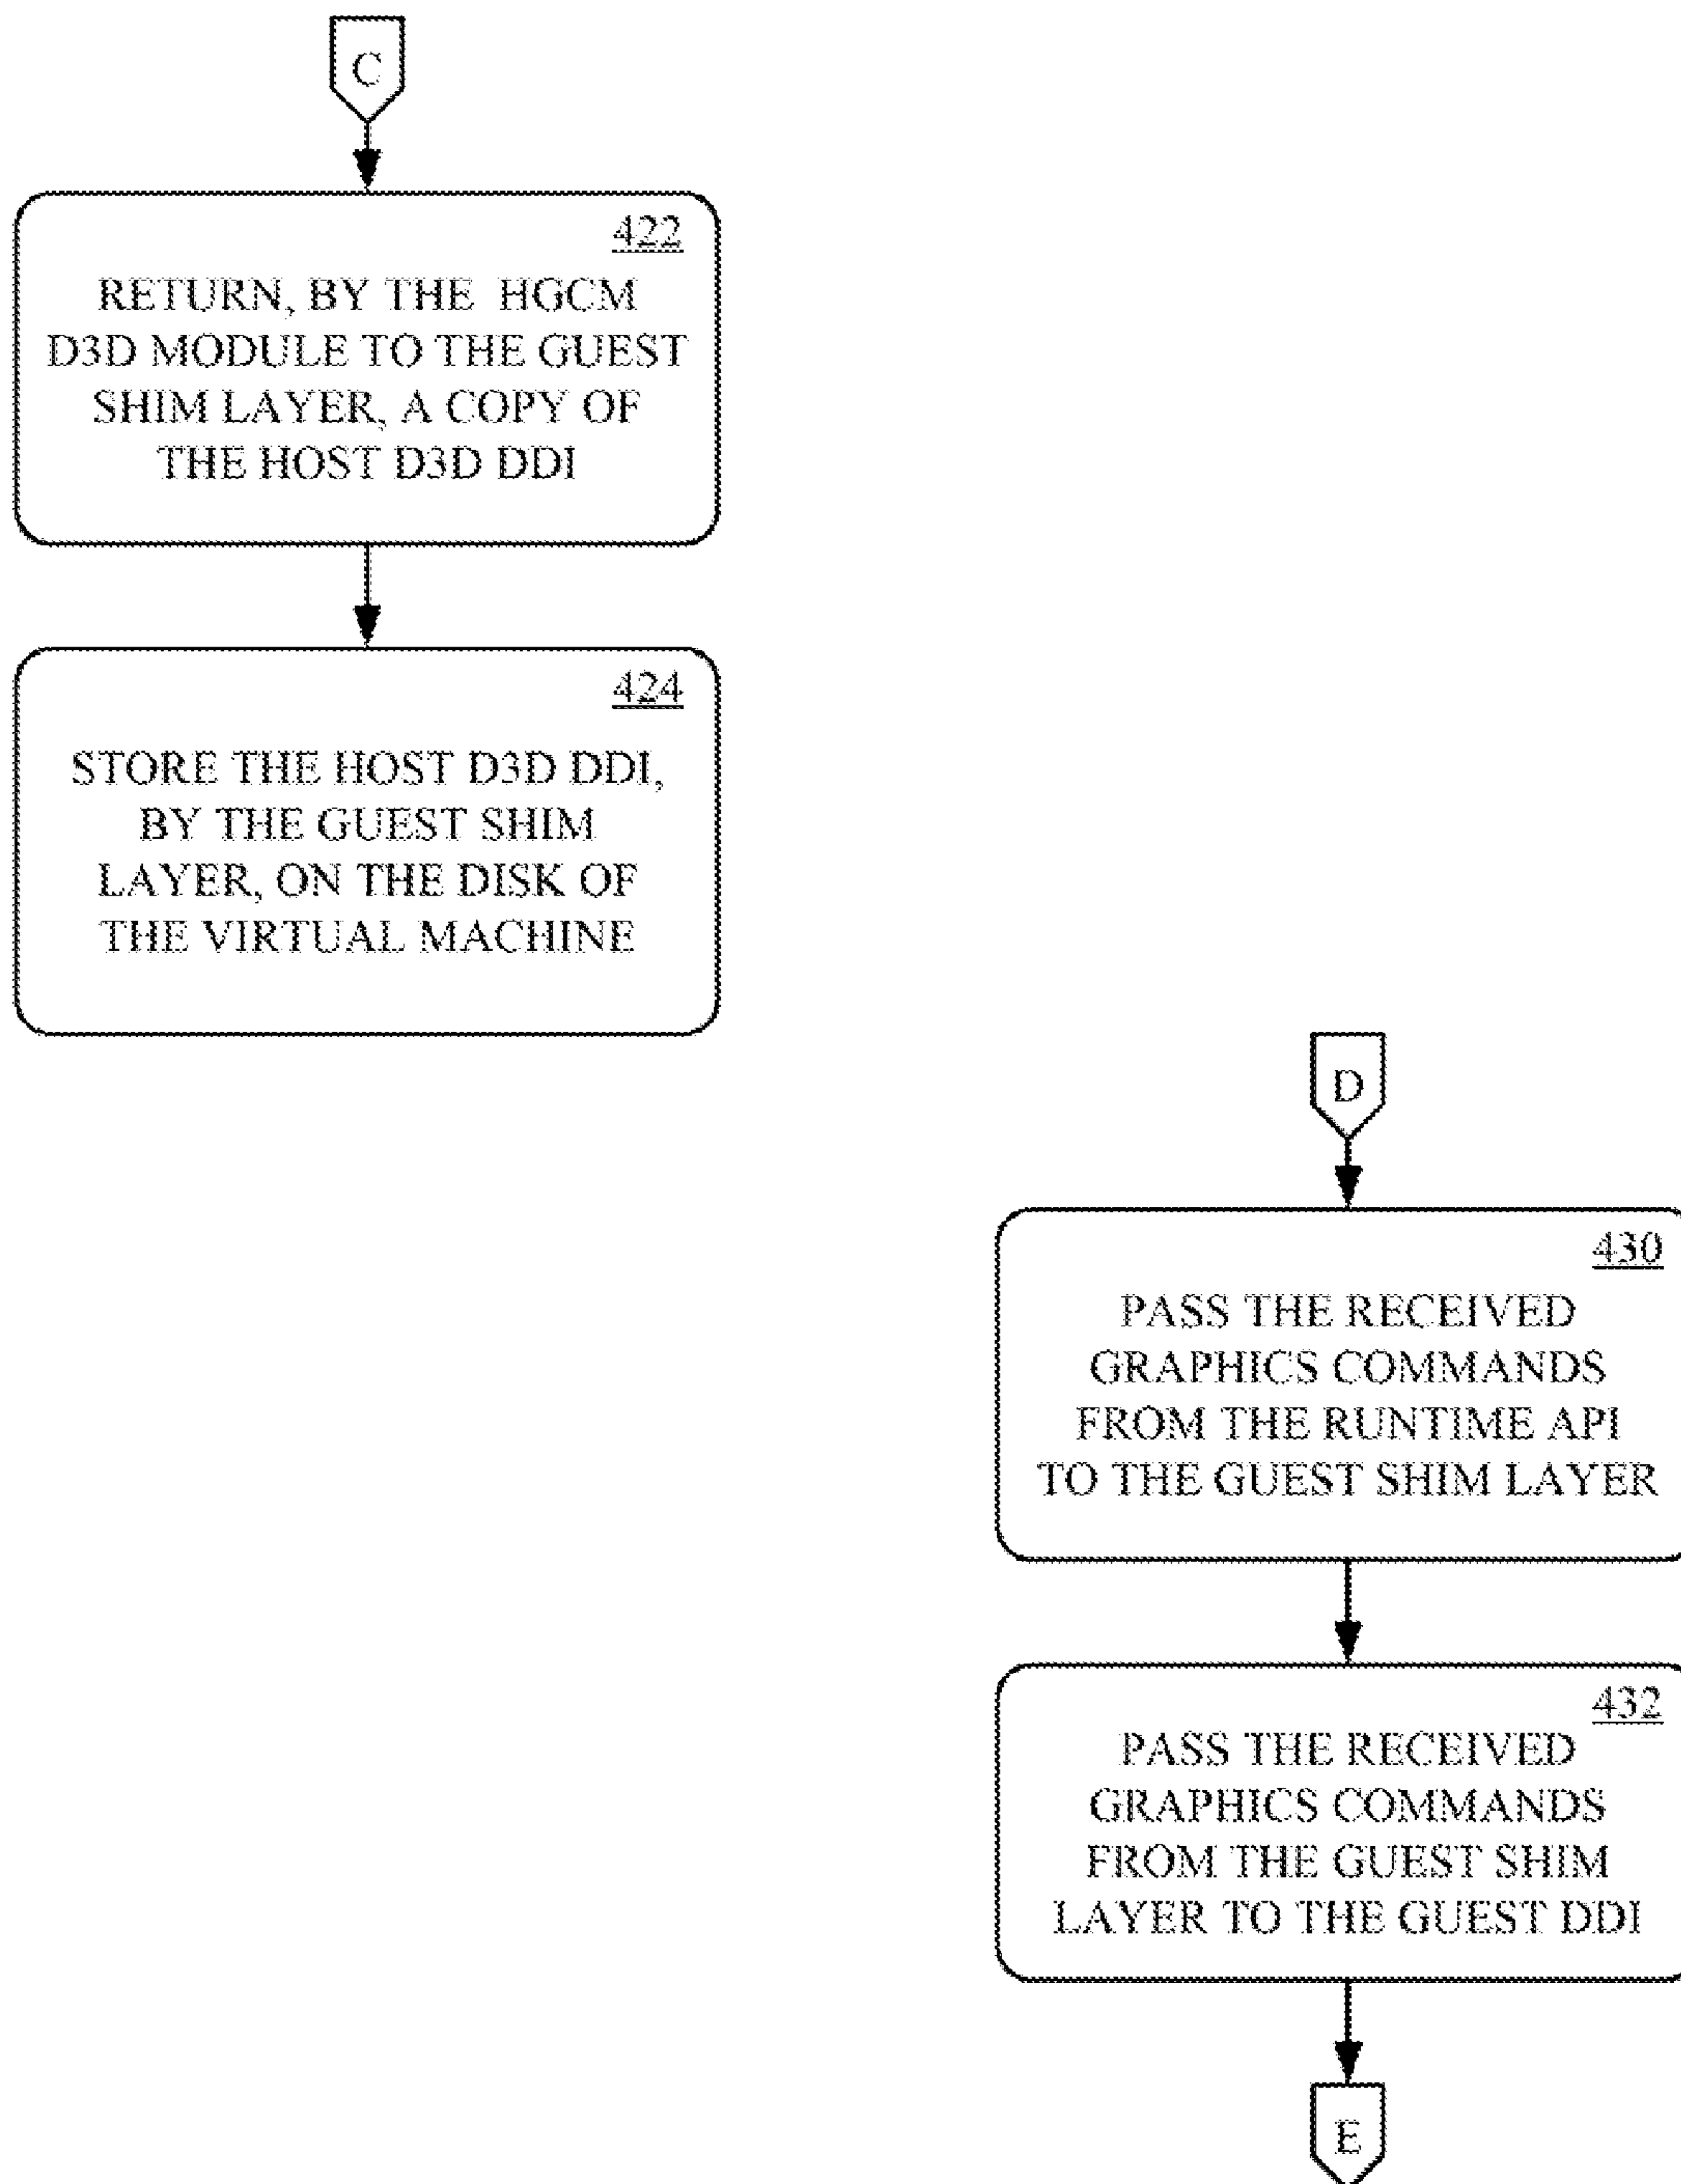 C
422
RETURN, BY THE HGCM
D3D MODULE TO THE GUEST
SHIM LAYER, A COPY OF
THE HOST D3D DDI
424
STORE THE HOST D3D DDI,
BY THE GUEST SHIM
LAYER, ON THE DISK OF
THE VIRTUAL MACHINE
D
430
PASS THE RECEIVED
GRAPHICS COMMANDS
FROM THE RUNTIME API
TO THE GUEST SHIM LAYER
432
PASS THE RECEIVED
GRAPHICS COMMANDS
FROM THE GUEST SHIM
LAYER TO THE GUEST DDI
E